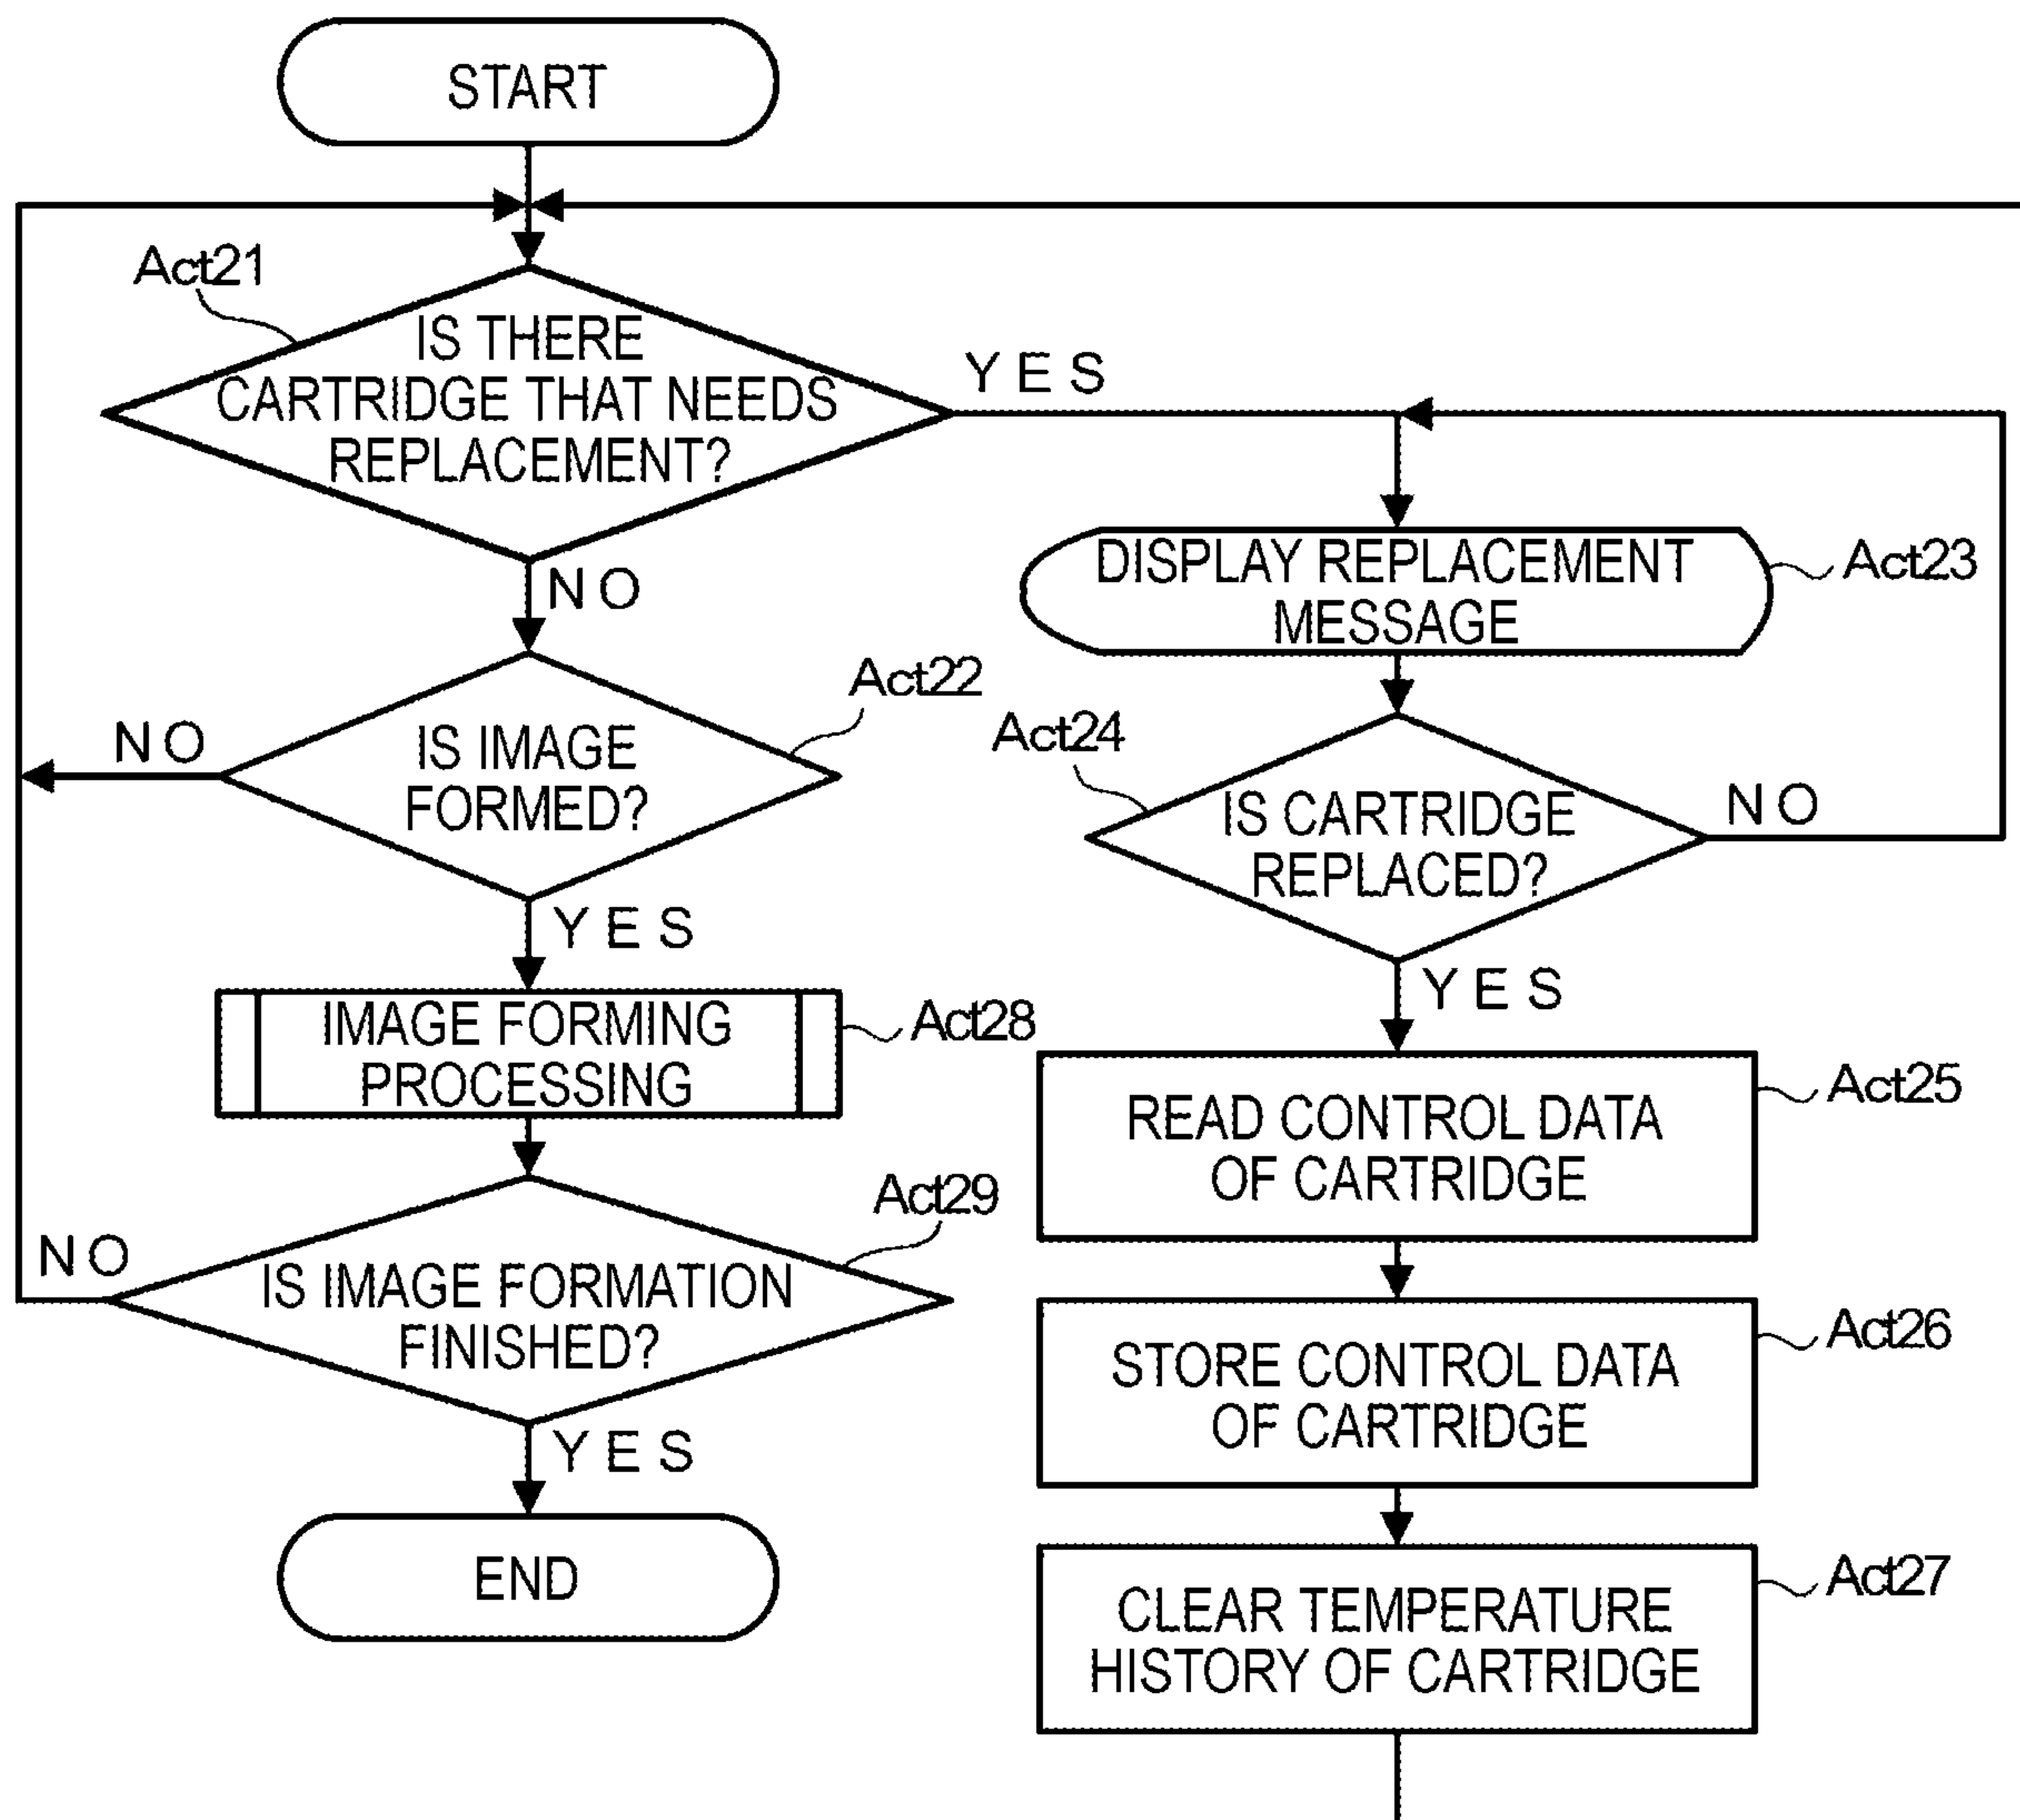 START
Act21
IS THERE
CARTRIDGE THAT NEEDS
REPLACEMENT?
YES
NO
Act22
IS IMAGE
FORMED?
NO
YES
IMAGE FORMING
PROCESSING
Act28
Act29
IS IMAGE FORMATION
FINISHED?
NO
YES
END
DISPLAY REPLACEMENT
MESSAGE
Act23
Act24
IS CARTRIDGE
REPLACED?
NO
YES
READ CONTROL DATA
OF CARTRIDGE
Act25
STORE CONTROL DATA
OF CARTRIDGE
Act26
CLEAR TEMPERATURE
HISTORY OF CARTRIDGE
Act27